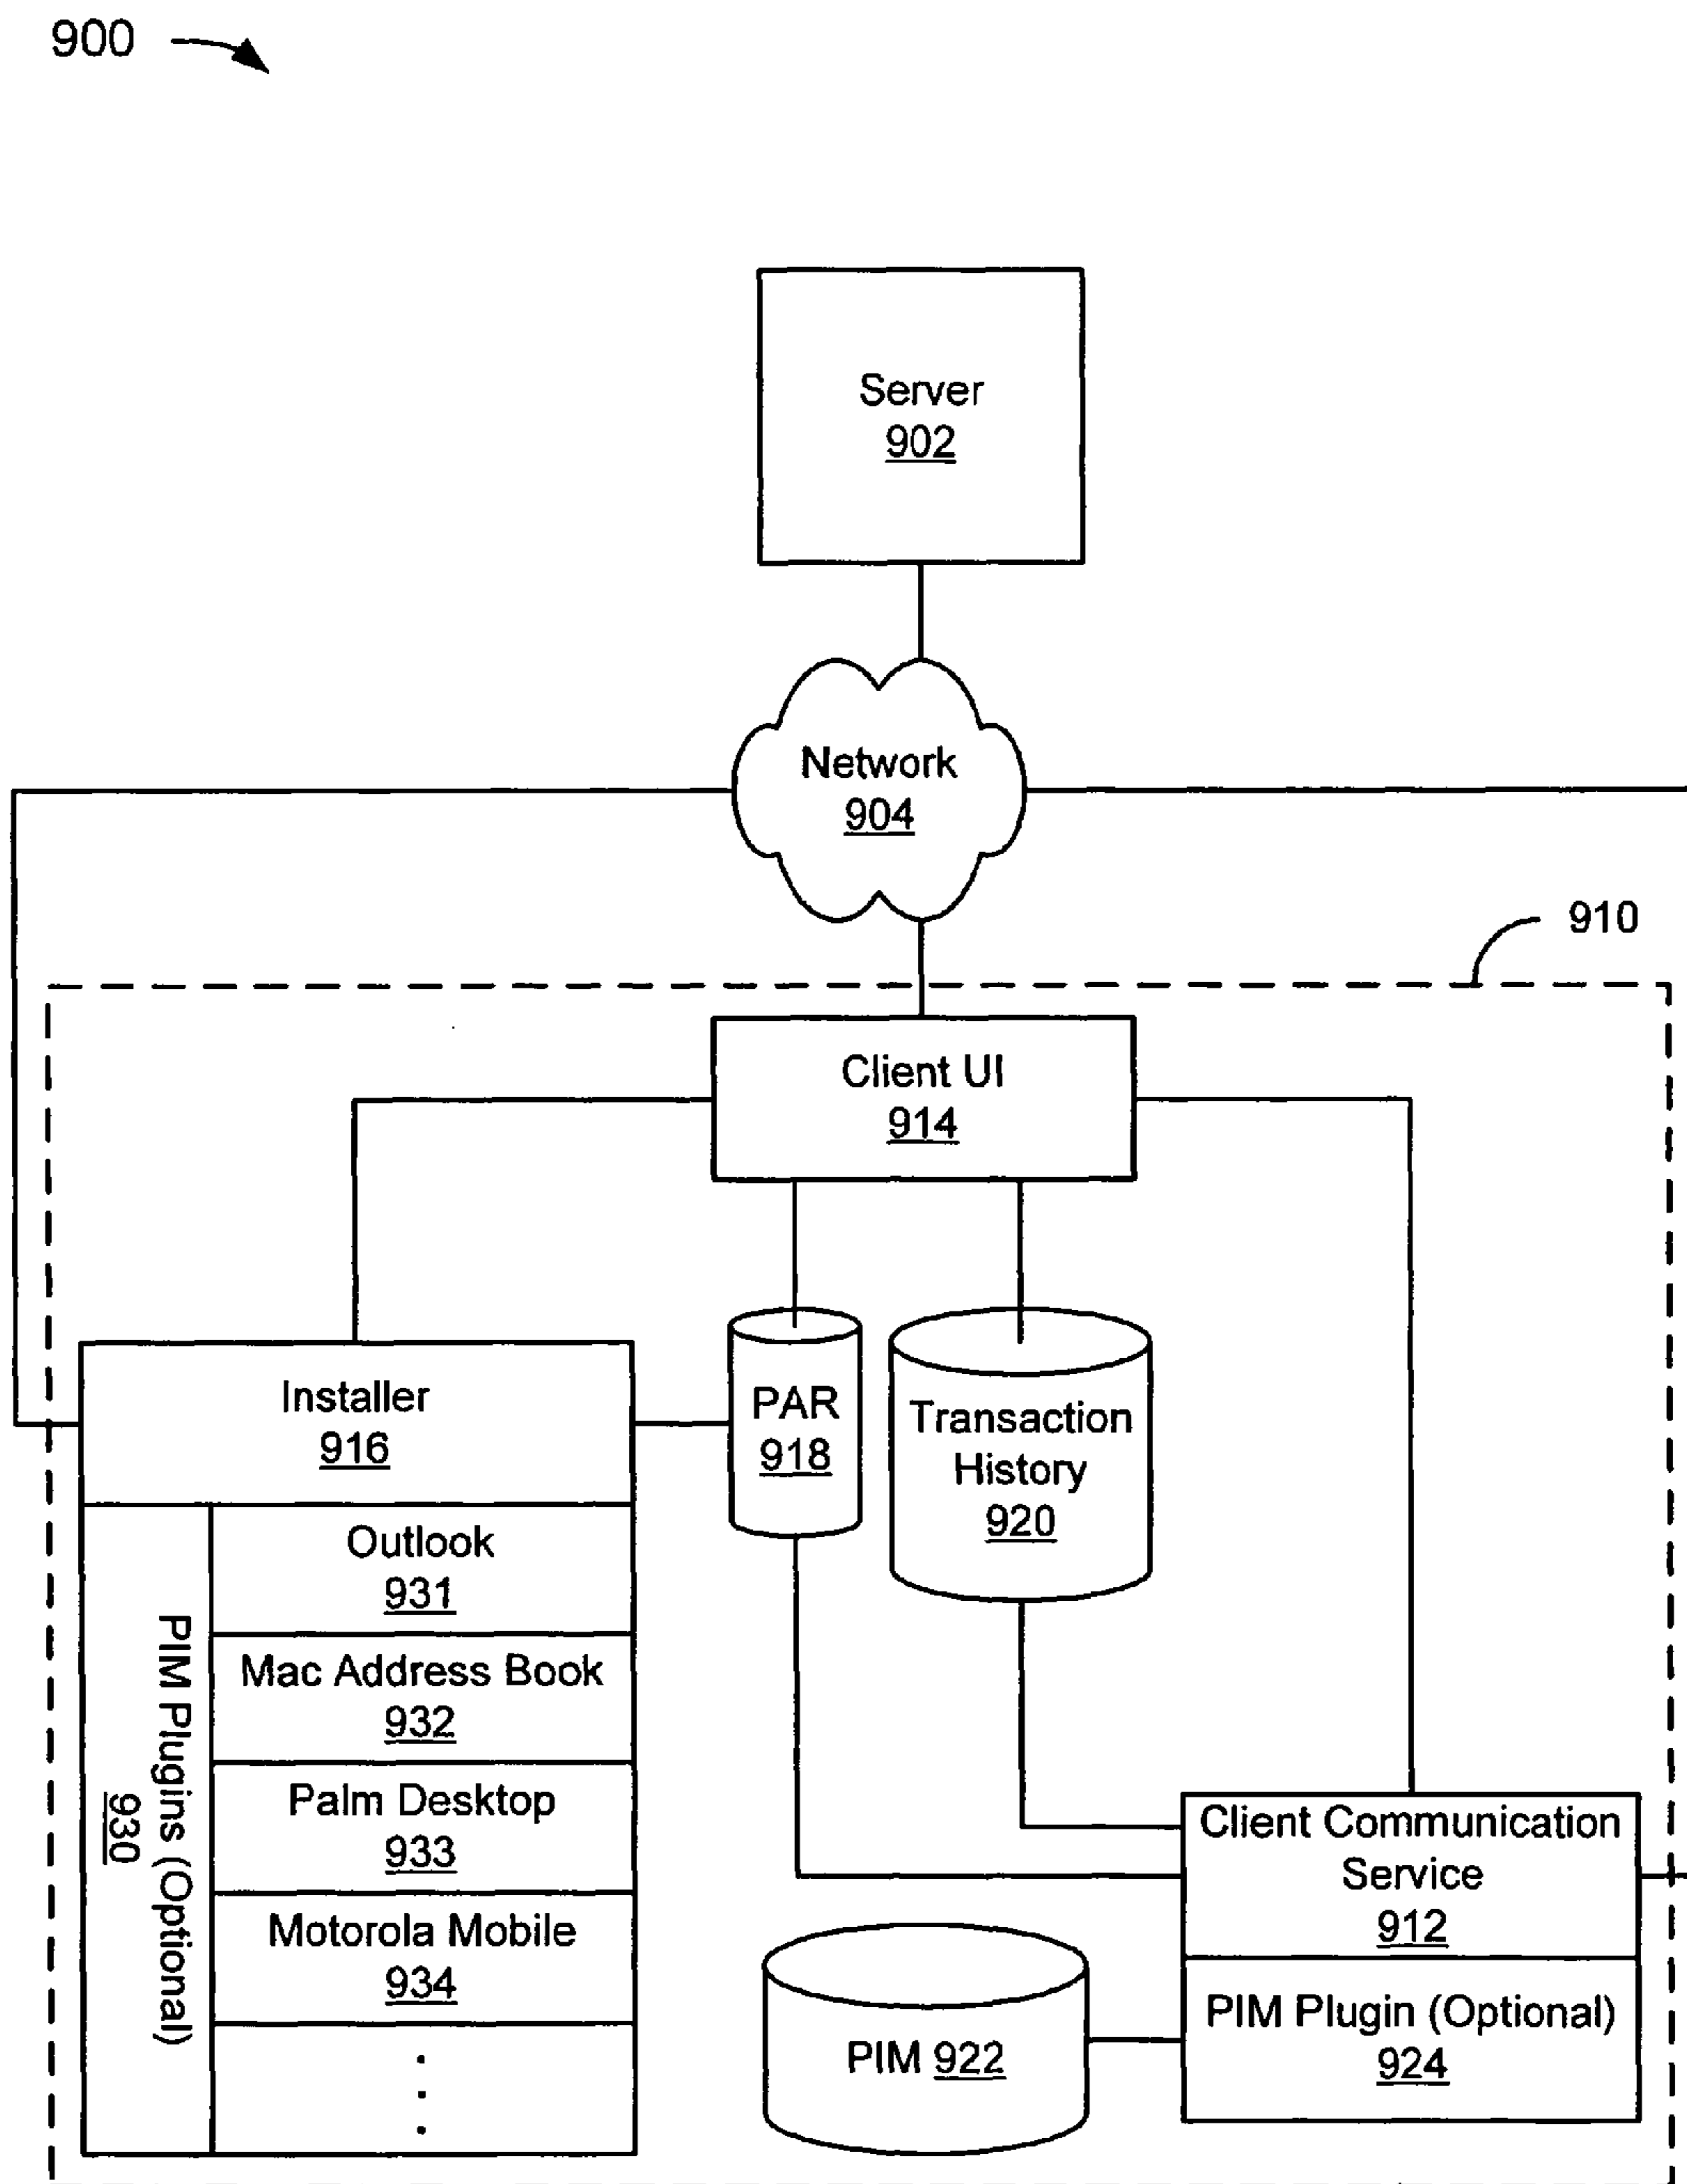 900
Server
902
Network
904
910
Client UI
914
Installer
916
PAR
918
Transaction
History
920
PIM Plugins (Optional)
930
Outlook
931
Mac Address Book
932
Palm Desktop
933
Motorola Mobile
934
Client Communication
Service
912
PIM Plugin (Optional)
924
PIM 922